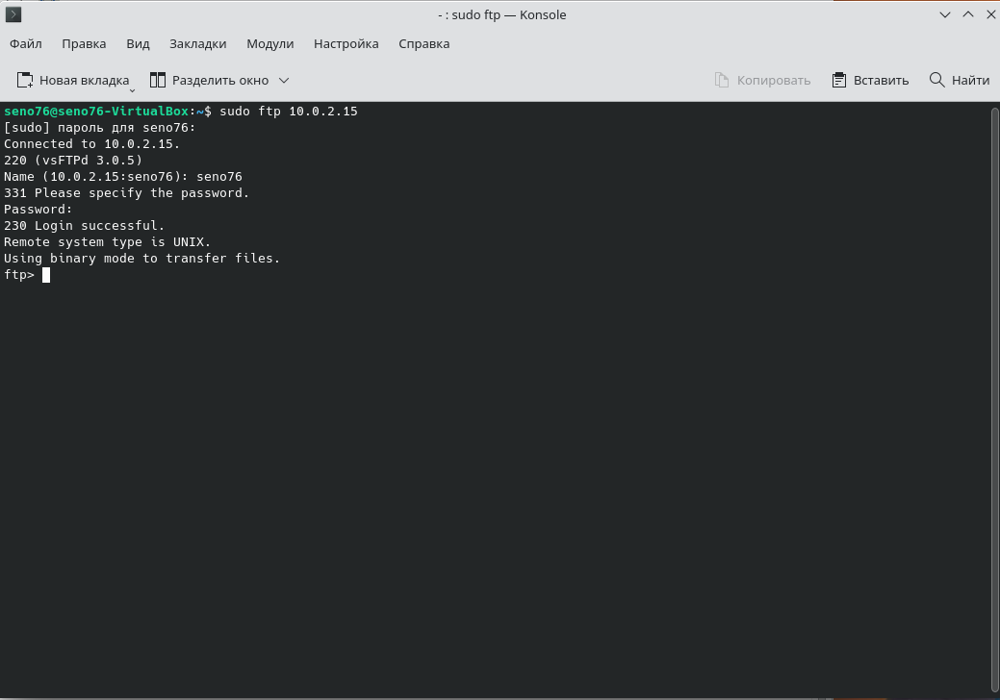 - : sudo ftp — Konsole
Файл Правка Вид Закладки Модули Настройка Справка
Новая вкладка Разделить окно Копировать Вставить Найти
seno76@seno76-VirtualBox:~$ sudo ftp 10.0.2.15
[sudo] пароль для seno76:
Connected to 10.0.2.15.
220 (vsFTPd 3.0.5)
Name (10.0.2.15:seno76): seno76
331 Please specify the password.
Password:
230 Login successful.
Remote system type is UNIX.
Using binary mode to transfer files.
ftp>